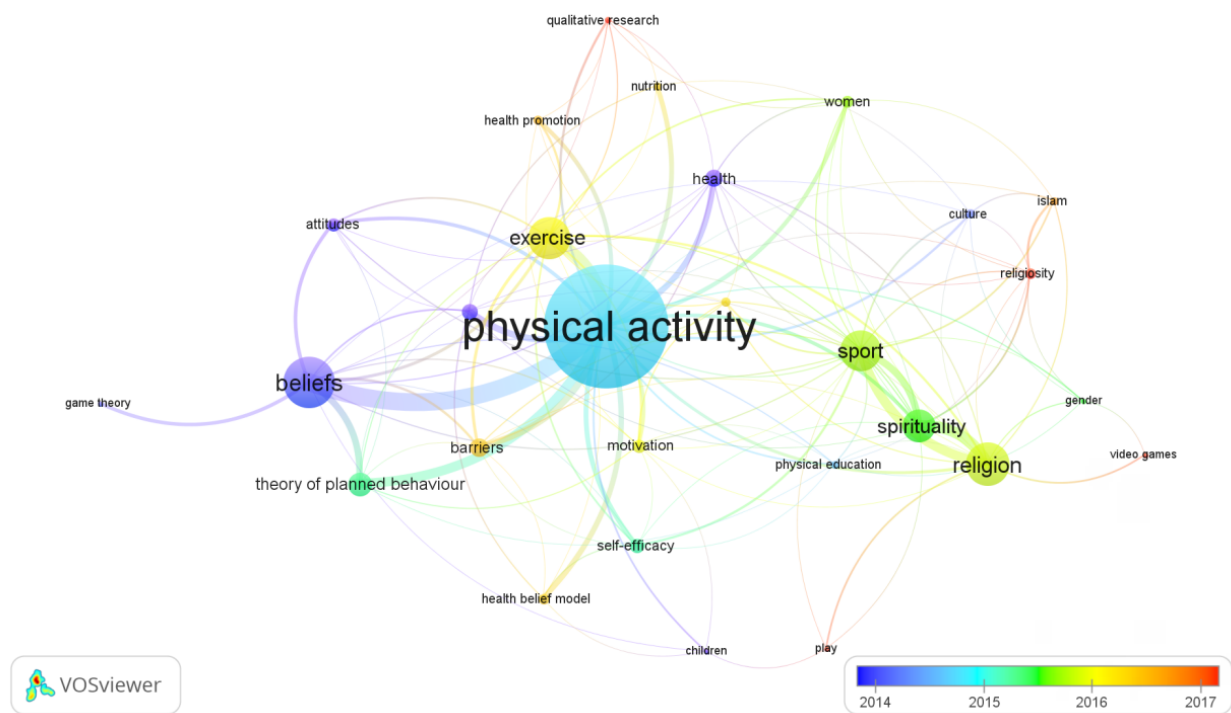 qualitative research
nutrition
women
health promotion
health
islam
culture
attitudes
exercise
religiosity
physical activity
sport
beliefs
game theory
gender
spirituality
barriers
motivation
video games
physical education
religion
theory of planned behaviour
self-efficacy
health belief model
children
play
VOSviewer
2014 2015 2016 2017